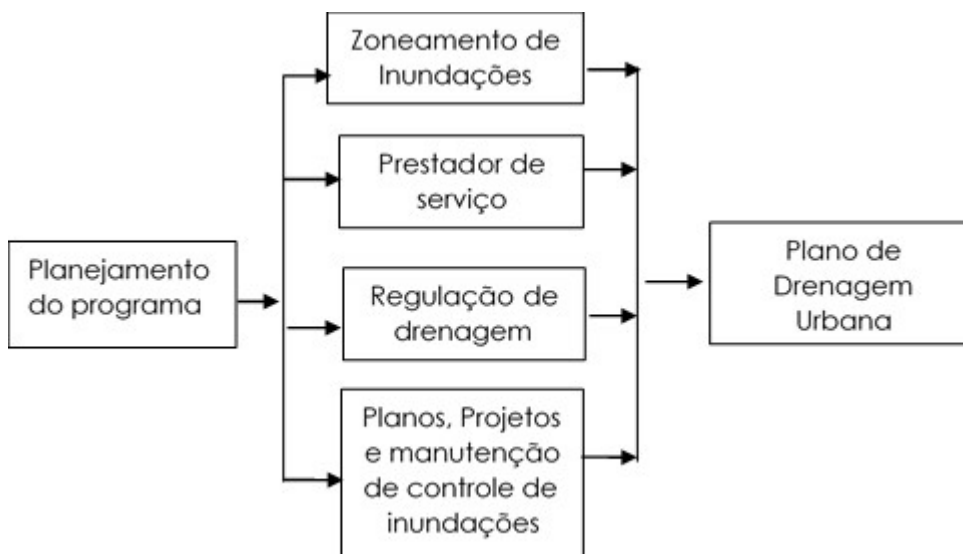 Zoneamento de
Inundações
Prestador de
serviço
Planejamento
do programa
Regulação de
drenagem
Plano de
Drenagem
Urbana
Planos, Projetos
e manutenção
de controle de
inundações